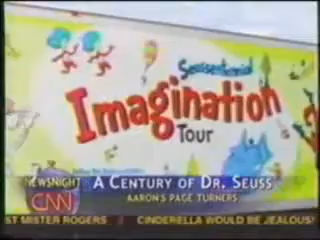 Seussentennial
Imagination
Tour
NEWSNIGHT
CNN
A CENTURY OF DR. SEUSS
AARON'S PAGE TURNERS
ST MISTER ROGERS / CINDERELLA WOULD BE JEALOUS!